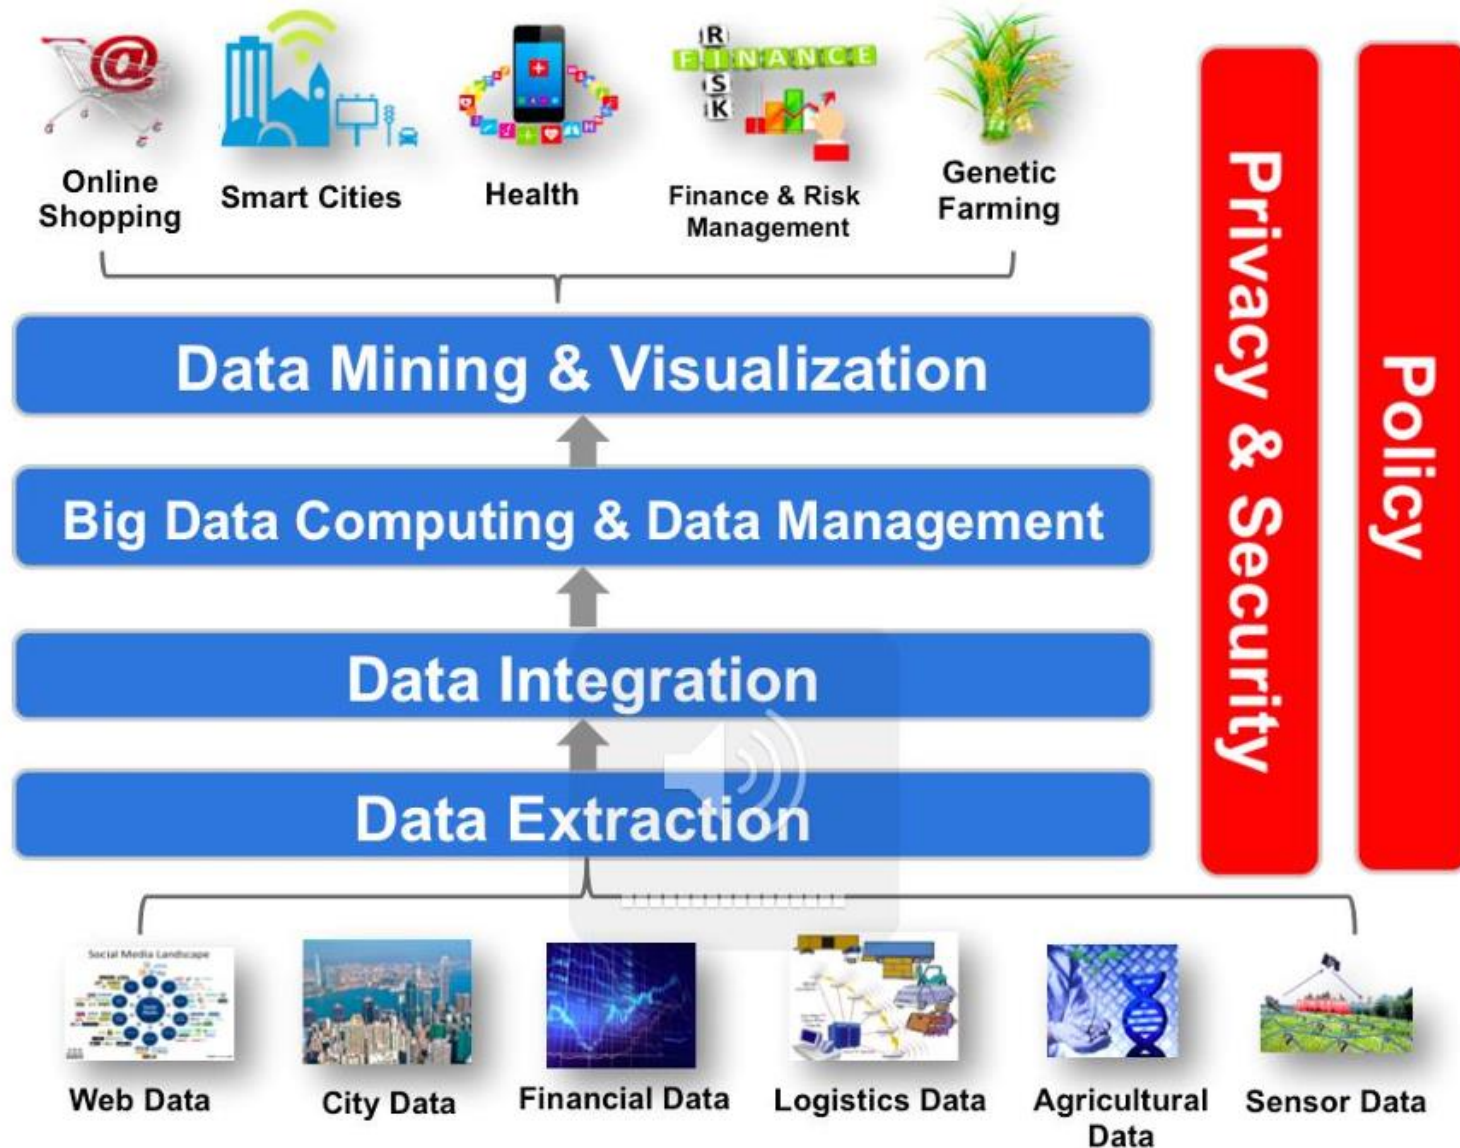 R
FINANCE
S
K
Online
Shopping
Smart Cities
Health
Finance & Risk
Management
Genetic
Farming
Data Mining & Visualization
Big Data Computing & Data Management
Data Integration
Data Extraction
Privacy & Security
Policy
Social Media Landscape
Web Data
City Data
Financial Data
Logistics Data
Agricultural
Data
Sensor Data